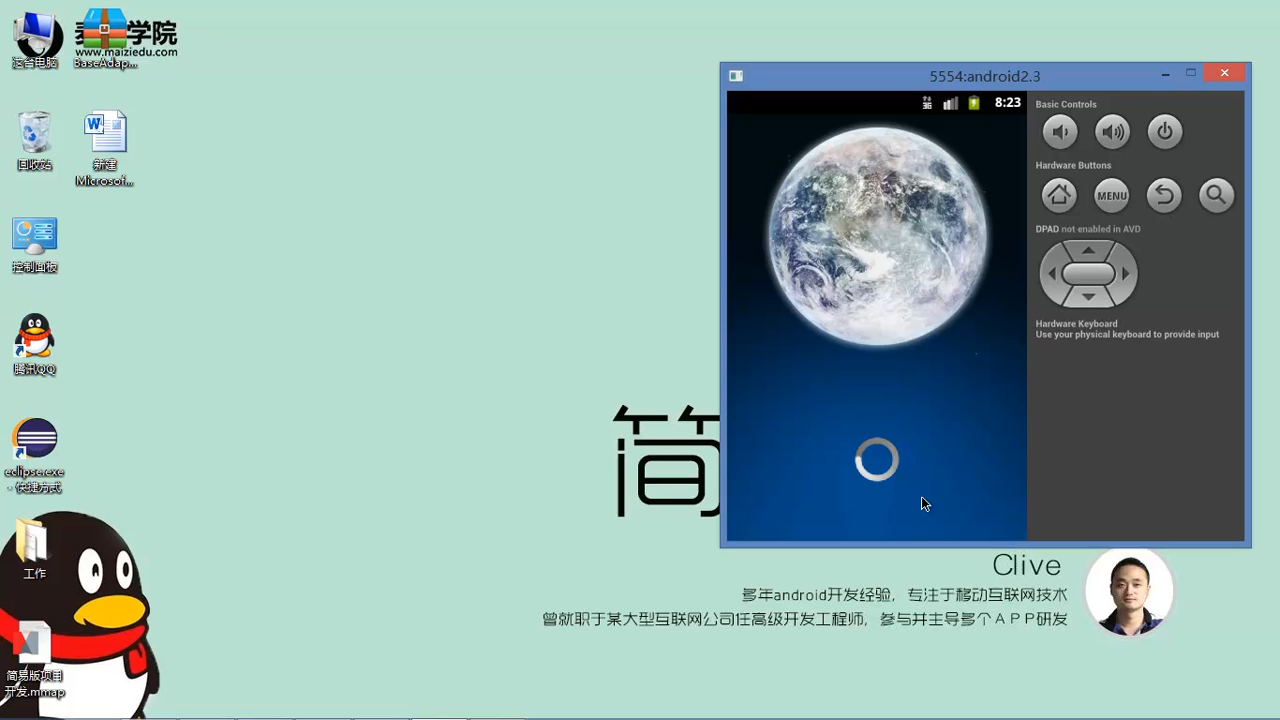 学院
www.maiziedu.com
这台电脑
BaseAdap...
回收站
新建
Microsof...
控制面板
腾讯QQ
eclipse.exe
- 快捷方式
工作
简易版项目
开发.mmap
5554:android2.3
3G
8:23
Basic Controls
Hardware Buttons
MENU
DPAD not enabled in AVD
Hardware Keyboard
Use your physical keyboard to provide input
简
Clive
多年android开发经验，专注于移动互联网技术
曾就职于某大型互联网公司任高级开发工程师，参与并主导多个APP研发